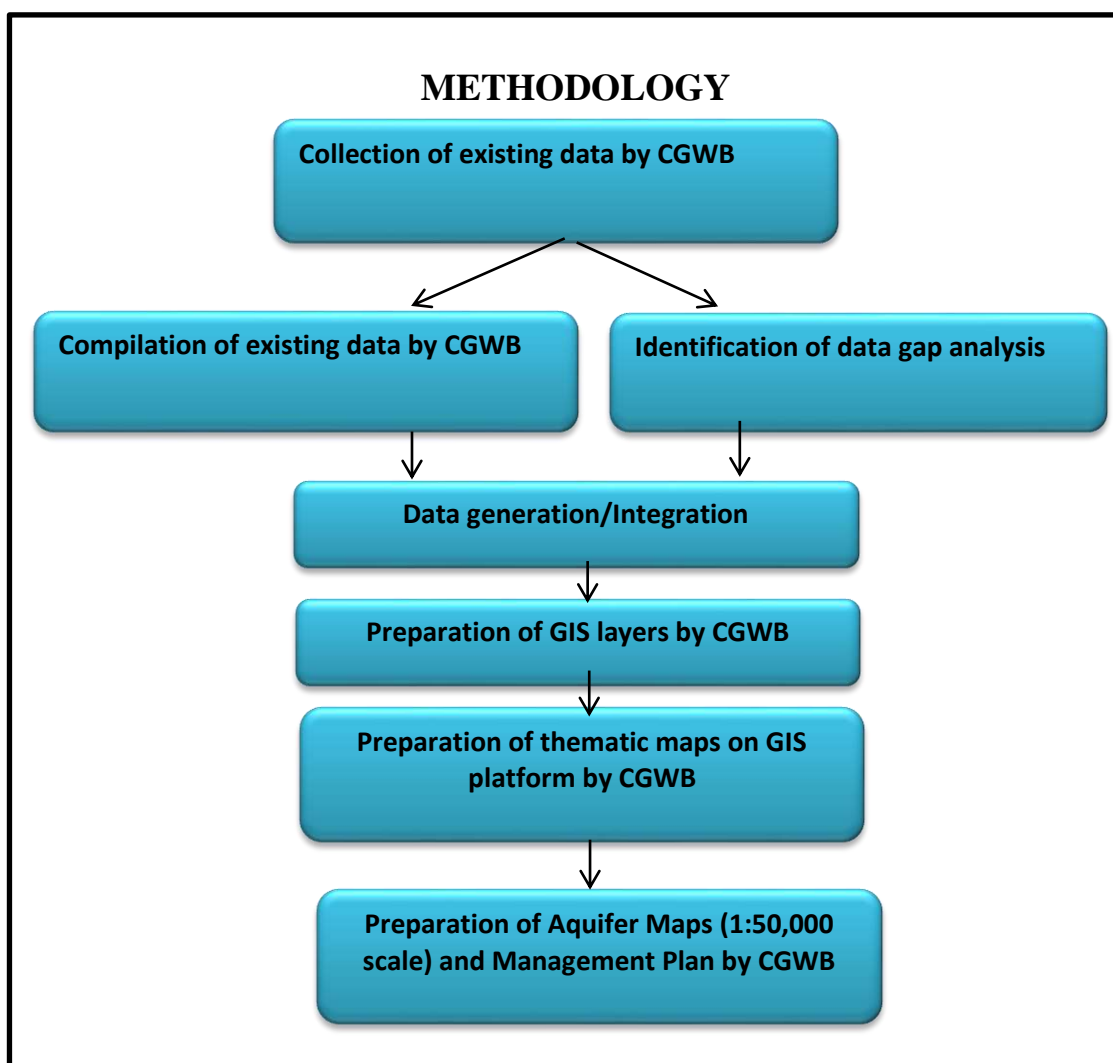 METHODOLOGY
Collection of existing data by CGWB
Compilation of existing data by CGWB
Identification of data gap analysis
Data generation/Integration
Preparation of GIS layers by CGWB
Preparation of thematic maps on GIS
platform by CGWB
Preparation of Aquifer Maps (1:50,000
scale) and Management Plan by CGWB